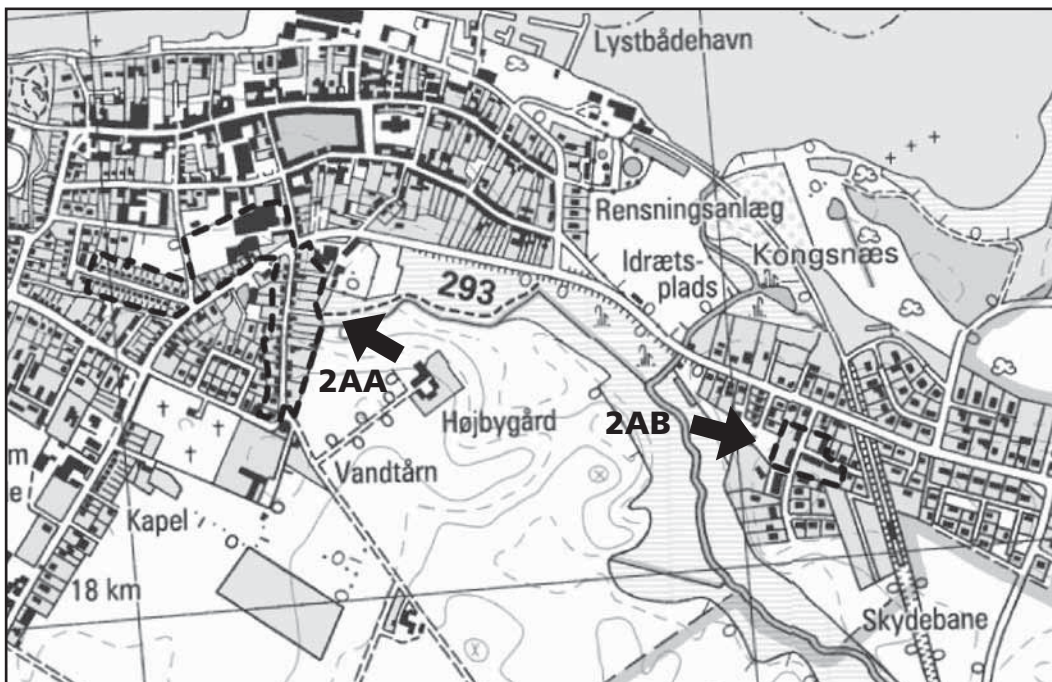 Lystbådehavn
Rensningsanlæg
Kongsnæs
Idræts-
plads
293
2AA
2AB
Højbygård
Vandtårn
m
e
Kapel
18 km
Skydebane